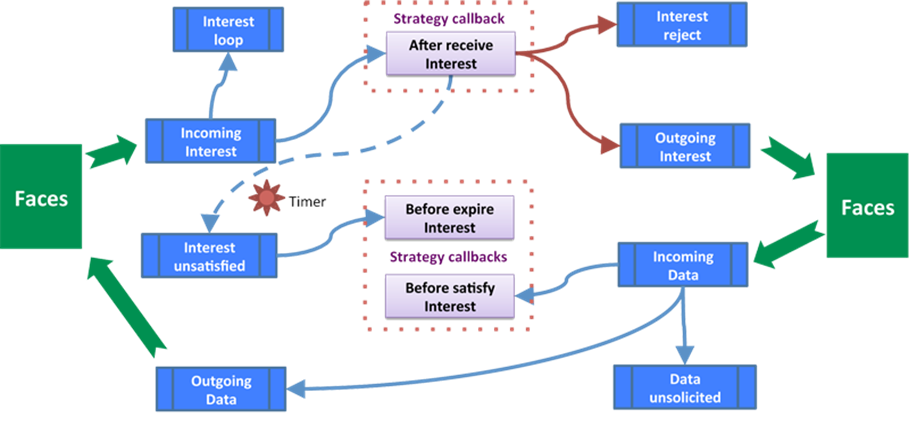 Interest
loop
Strategy callback
After receive
Interest
Interest
reject
Incoming
Interest
Outgoing
Interest
Faces
Faces
Timer
Before expire
Interest
Interest
unsatisfied
Strategy callbacks
Incoming
Data
Before satisfy
Interest
Outgoing
Data
Data
unsolicited